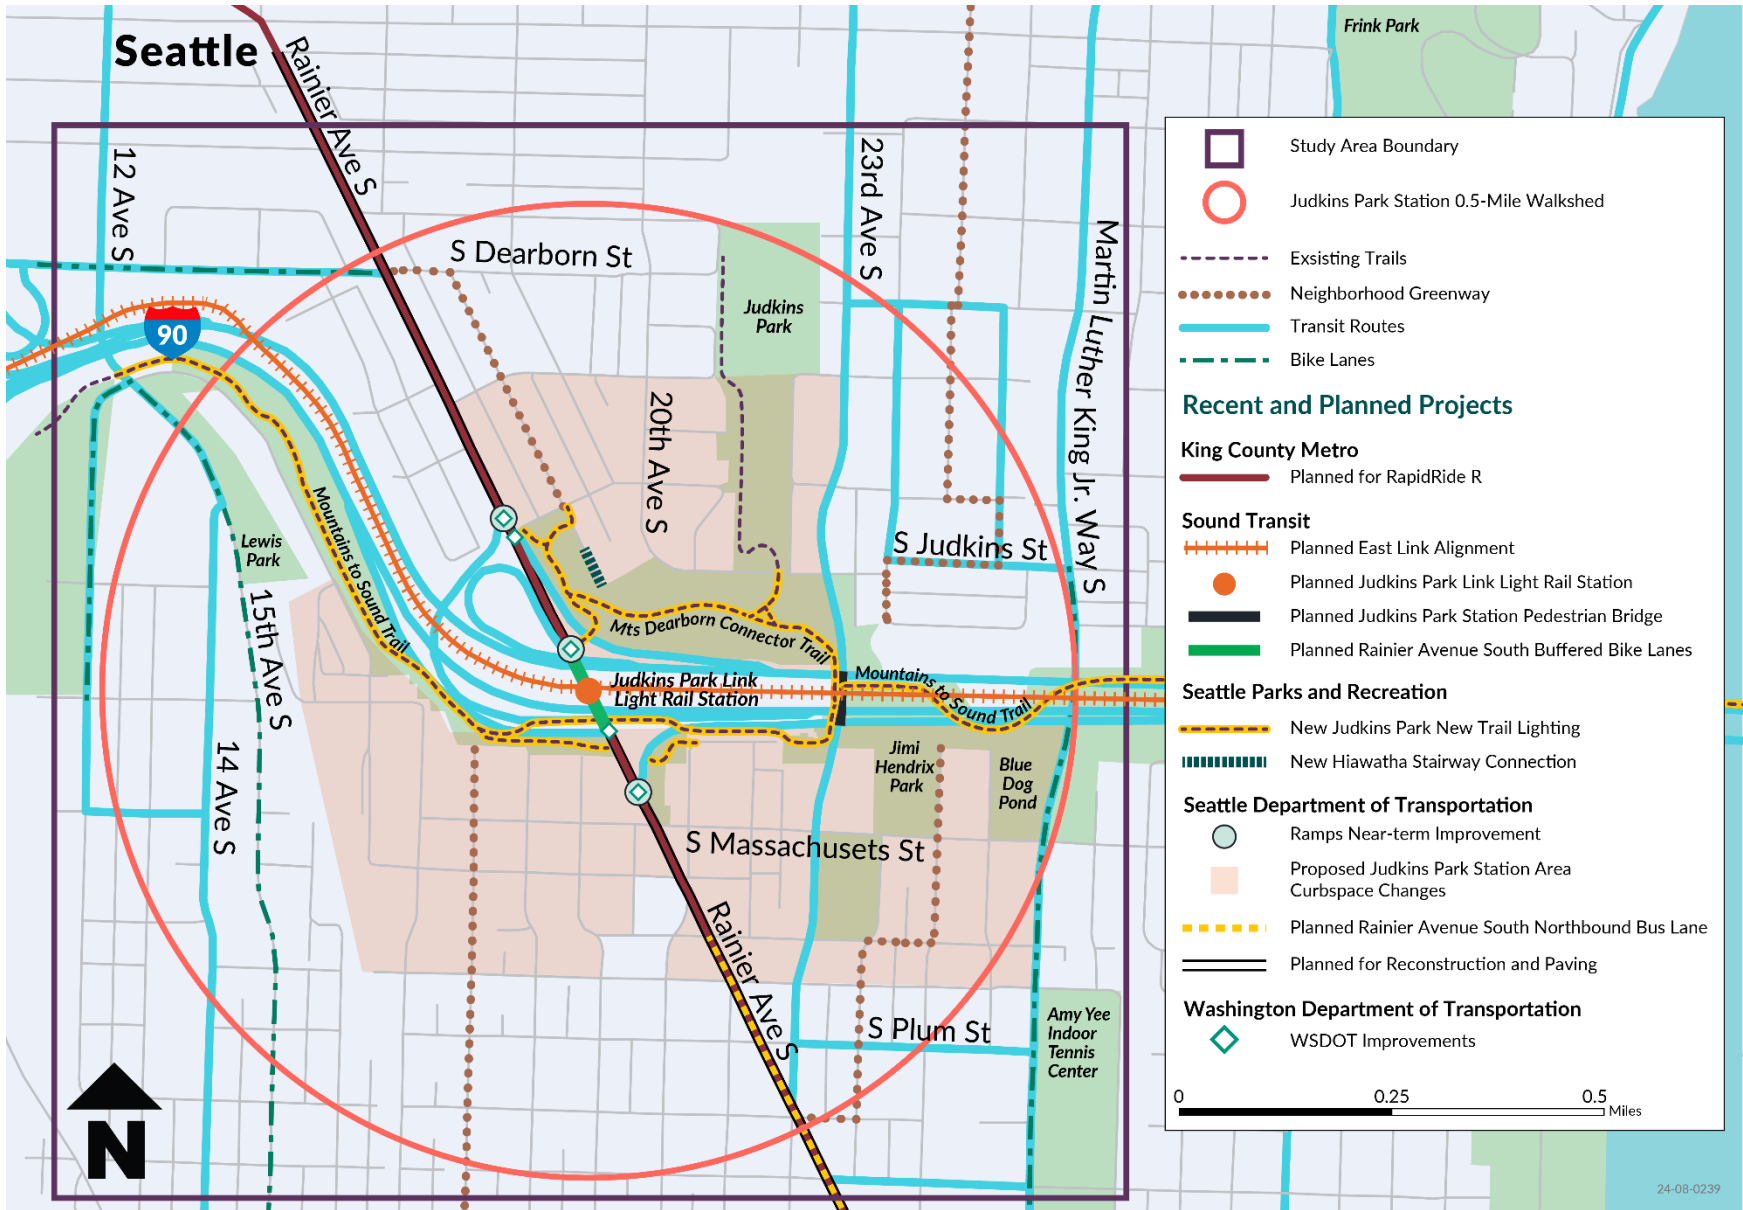 Seattle
Rainier Ave S
Frink Park
12 Ave S
23rd Ave S
S Dearborn St
Martin Luther King Jr. Way S
Judkins
Park
90
20th Ave S
Mountains to Sound Trail
Lewis
Park
S Judkins St
15th Ave S
Mts Dearborn Connector Trail
Judkins Park Link
Light Rail Station
Mountains to Sound Trail
14 Ave S
Jimi
Hendrix
Park
Blue
Dog
Pond
S Massachusets St
Rainier Ave S
S Plum St
Amy Yee
Indoor
Tennis
Center
N
Study Area Boundary
Judkins Park Station 0.5-Mile Walkshed
Exsisting Trails
Neighborhood Greenway
Transit Routes
Bike Lanes
Recent and Planned Projects
King County Metro
Planned for RapidRide R
Sound Transit
Planned East Link Alignment
Planned Judkins Park Link Light Rail Station
Planned Judkins Park Station Pedestrian Bridge
Planned Rainier Avenue South Buffered Bike Lanes
Seattle Parks and Recreation
New Judkins Park New Trail Lighting
New Hiawatha Stairway Connection
Seattle Department of Transportation
Ramps Near-term Improvement
Proposed Judkins Park Station Area
Curbspace Changes
Planned Rainier Avenue South Northbound Bus Lane
Planned for Reconstruction and Paving
Washington Department of Transportation
WSDOT Improvements
0 0.25 0.5
Miles
24-08-0239